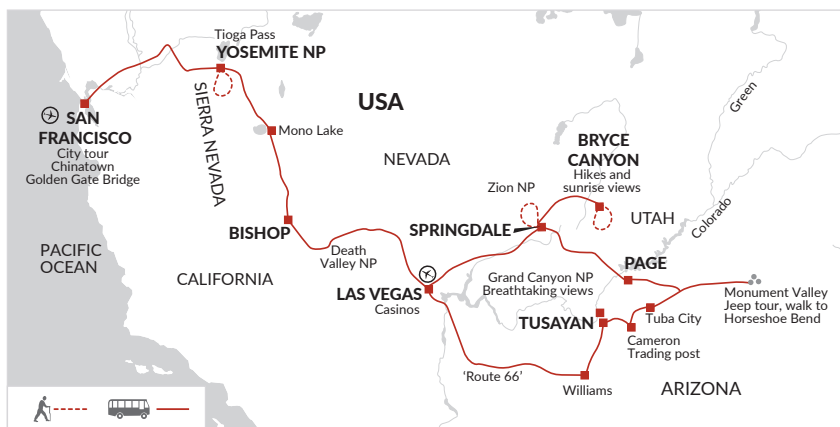 Tioga Pass
YOSEMITE NP
SAN
FRANCISCO
City tour
Chinatown
Golden Gate Bridge
SIERRA NEVADA
USA
Mono Lake
NEVADA
Green
BRYCE
CANYON
Hikes and
sunrise views
Zion NP
UTAH
Colorado
SPRINGDALE
BISHOP
PACIFIC
OCEAN
Death
Valley NP
CALIFORNIA
PAGE
Grand Canyon NP
Breathtaking views
LAS VEGAS
Casinos
Monument Valley
Jeep tour, walk to
Horseshoe Bend
TUSAYAN
Tuba City
Cameron
Trading post
'Route 66'
Williams
ARIZONA